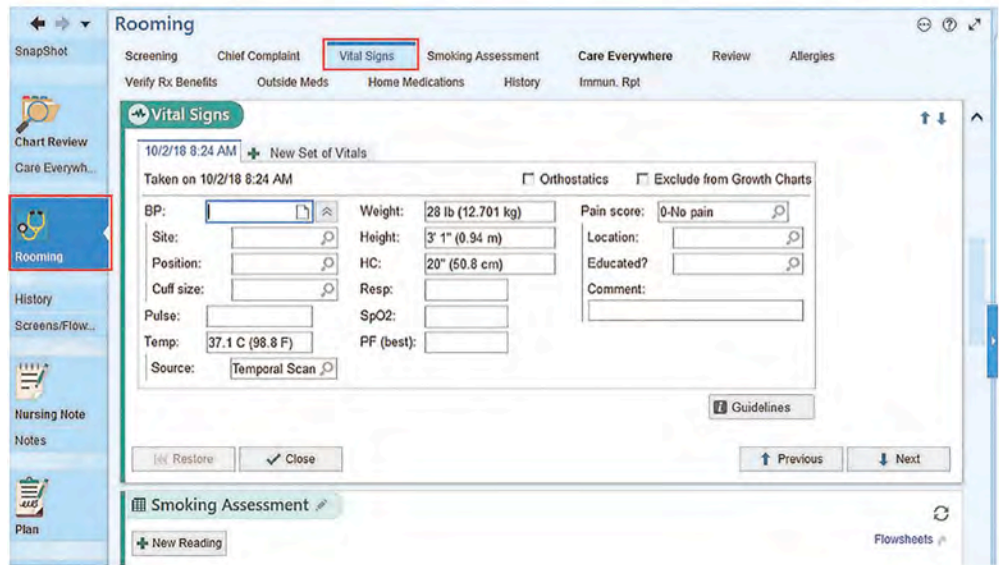 Rooming
SnapShot
Screening Chief Complaint Vital Signs Smoking Assessment Care Everywhere Review Allergies
Verify Rx Benefits Outside Meds Home Medications History Immun. Rpt
Vital Signs
Chart Review
Care Everywh...
10/2/18 8:24 AM New Set of Vitals
Taken on 10/2/18 8:24 AM Orthostatics Exclude from Growth Charts
BP: Weight: 28 lb (12.701 kg) Pain score: 0-No pain
Site: Height: 3' 1" (0.94 m) Location:
Position: HC: 20" (50.8 cm) Educated?
Cuff size: Resp: Comment:
Pulse: SpO2:
Temp: 37.1 C (98.8 F) PF (best):
Source: Temporal Scan
Rooming
History
Screens/Flow...
Nursing Note
Notes
Plan
Guidelines
Restore Close Previous Next
Smoking Assessment
New Reading Flowsheets